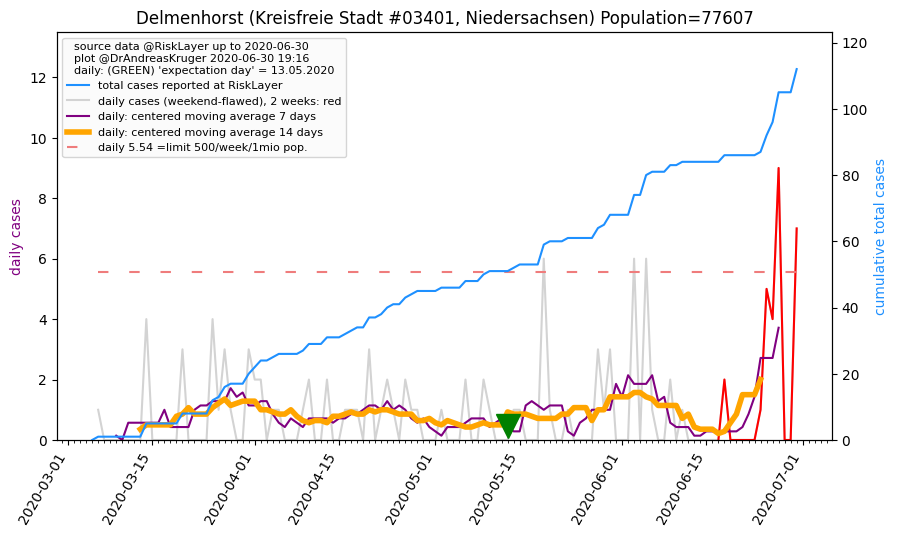 Delmenhorst (Kreisfreie Stadt #03401, Niedersachsen) Population=77607
source data @RiskLayer up to 2020-06-30
plot @DrAndreasKruger 2020-06-30 19:16
daily: (GREEN) 'expectation day' = 13.05.2020
total cases reported at RiskLayer
daily cases (weekend-flawed), 2 weeks: red
daily: centered moving average 7 days
daily: centered moving average 14 days
daily 5.54 =limit 500/week/1mio pop.
daily cases
12
10
8
6
4
2
0
120
100
80
60
40
20
0
cumulative total cases
2020-03-01
2020-03-15
2020-04-01
2020-04-15
2020-05-01
2020-05-15
2020-06-01
2020-06-15
2020-07-01